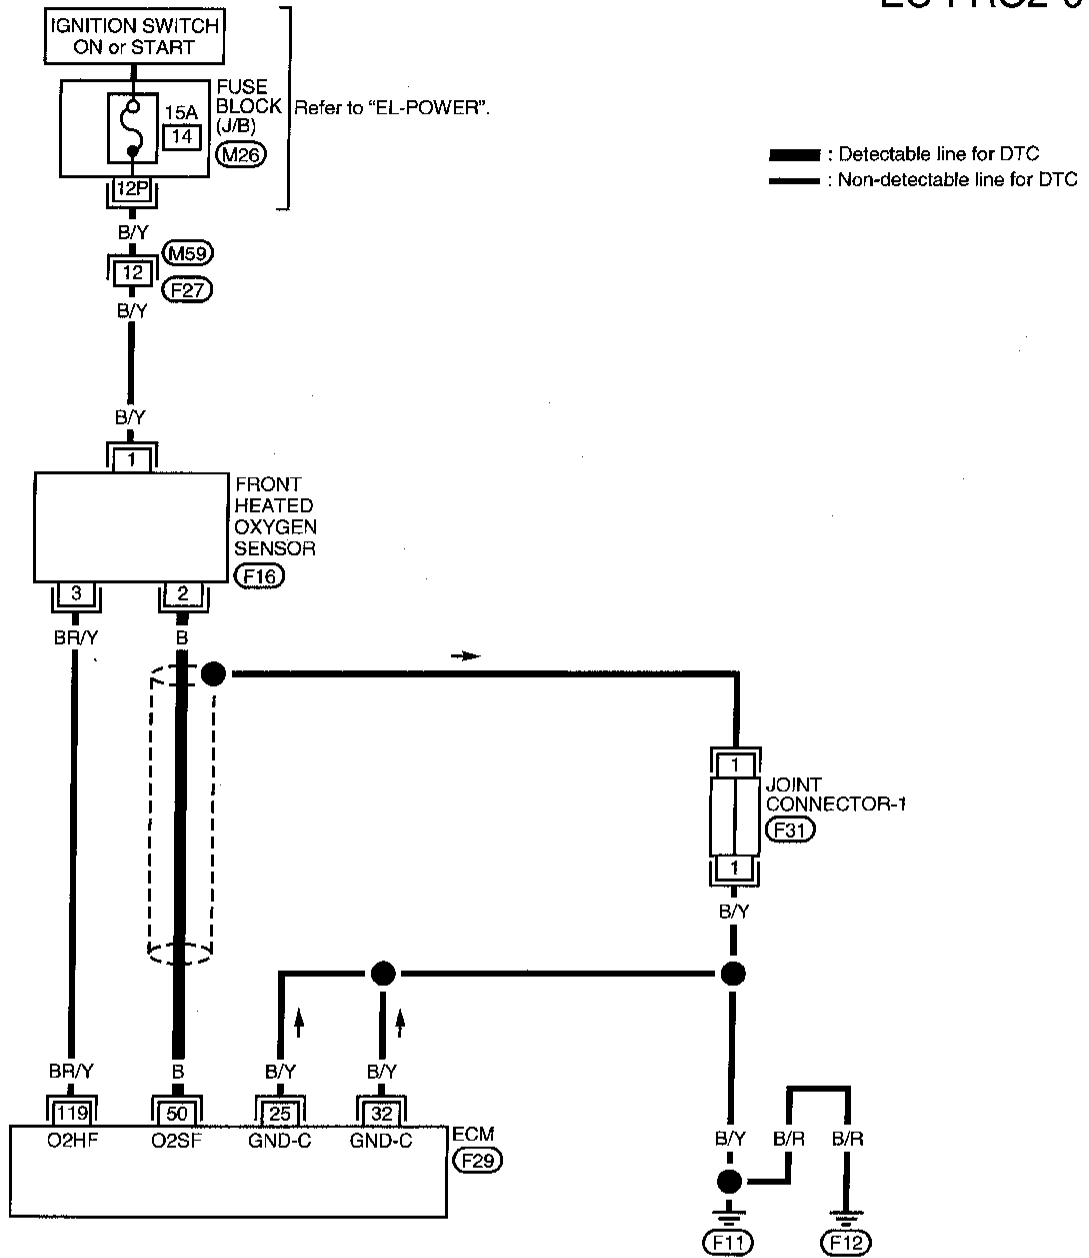 IGNITION SWITCH
ON or START
FUSE
BLOCK
(J/B)
M26
15A
14
Refer to "EL-POWER".
12P
: Detectable line for DTC
: Non-detectable line for DTC
B/Y
M59
12
F27
B/Y
B/Y
1
FRONT
HEATED
OXYGEN
SENSOR
F16
3
2
BR/Y
B
1
JOINT
CONNECTOR-1
F31
1
B/Y
BR/Y
B
B/Y
B/Y
119
50
25
32
O2HF
O2SF
GND-C
GND-C
ECM
F29
B/Y
B/R
B/R
F11
F12